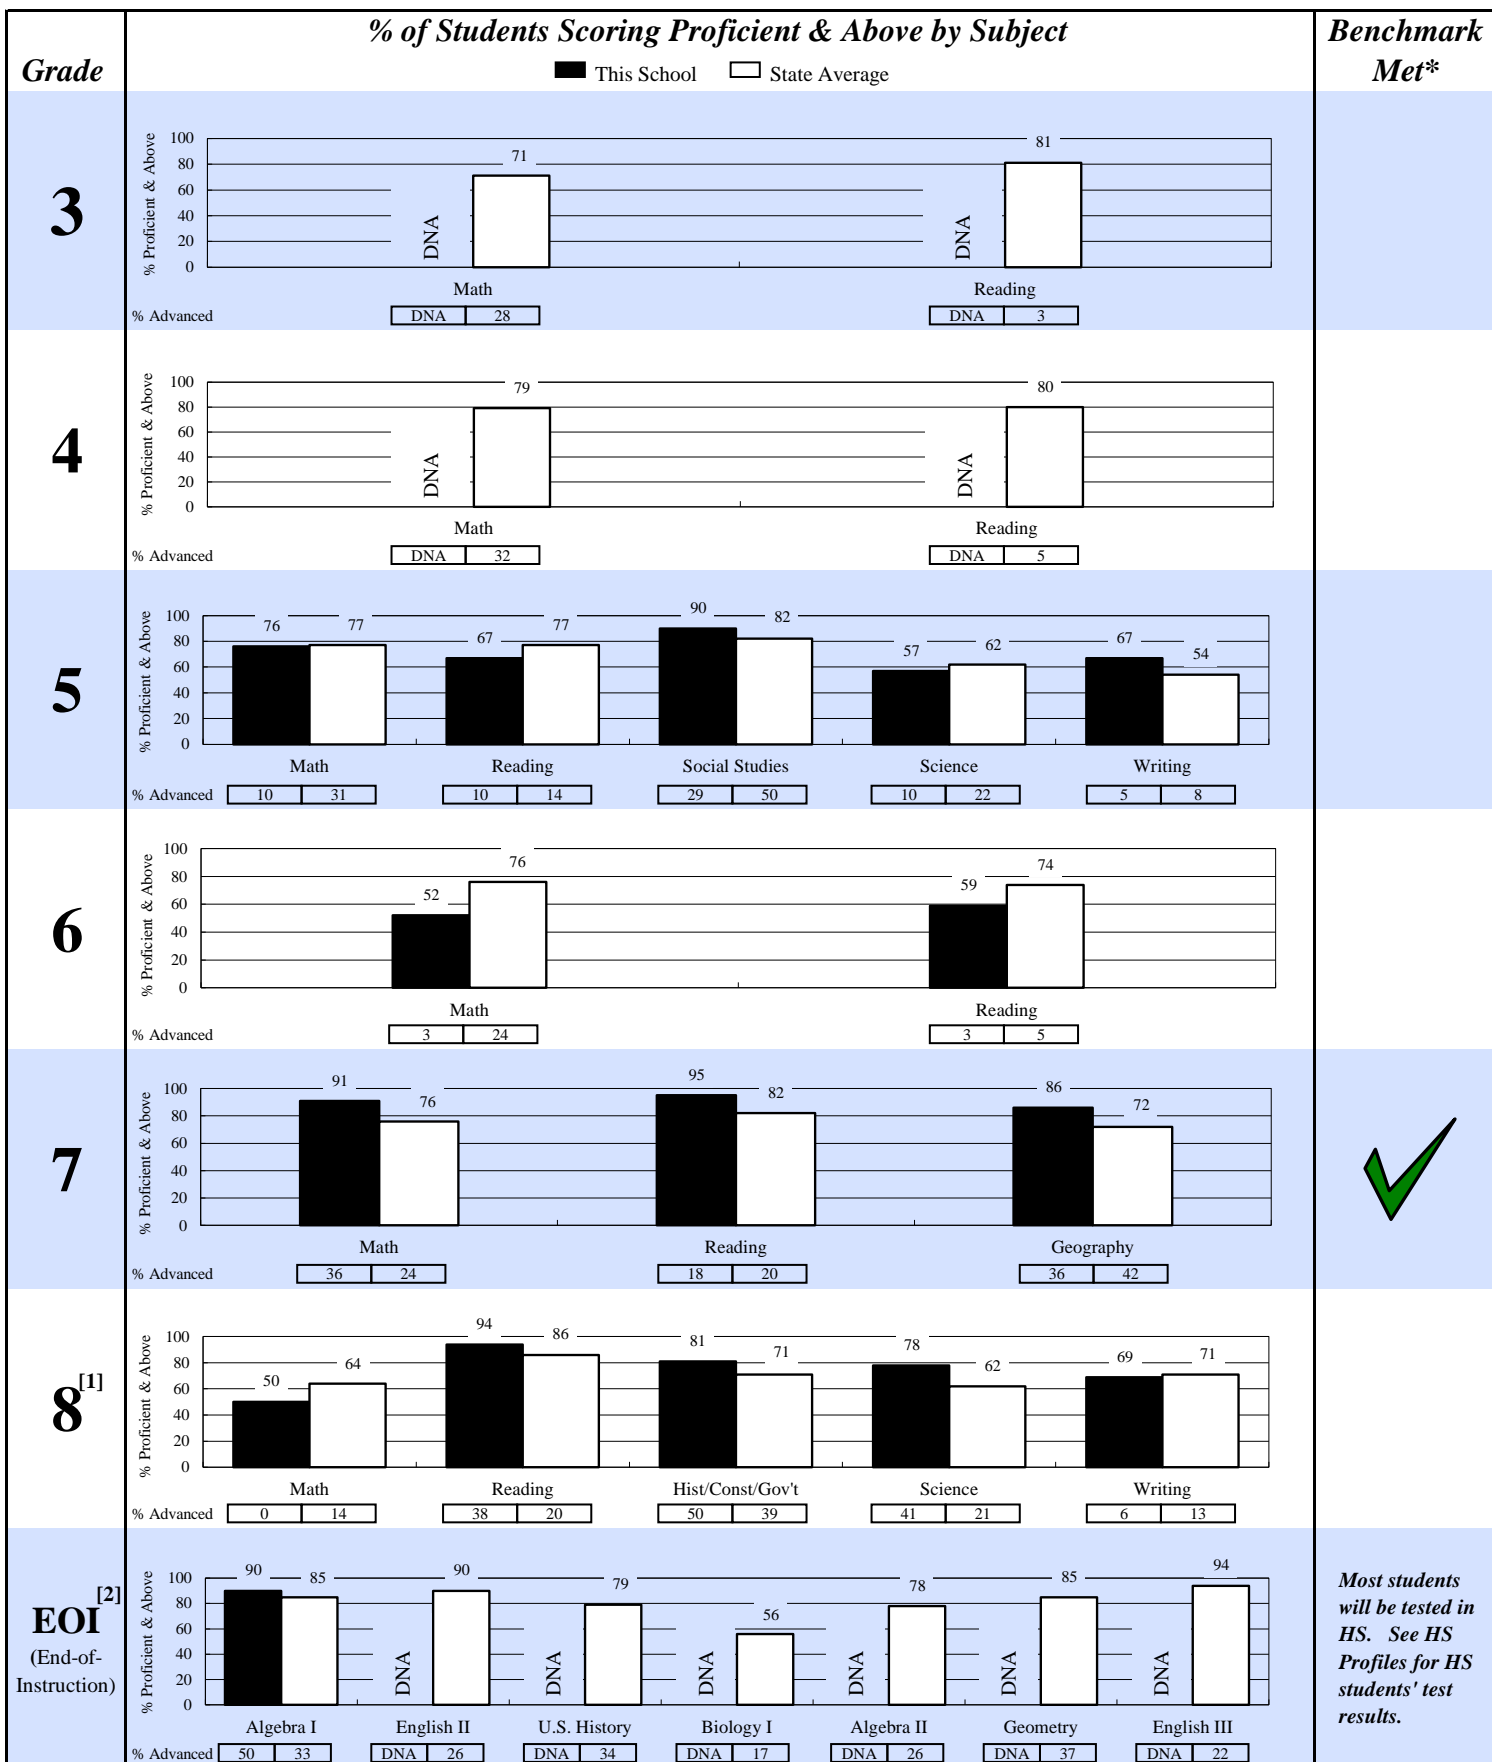 % of Students Scoring Proficient & Above by Subject
Benchmark Met*
Grade
This School State Average
3
% Proficient & Above
100
80
60
40
20
0
DNA 71
DNA 81
Math Reading
% Advanced DNA 28 DNA 3
4
% Proficient & Above
100
80
60
40
20
0
DNA 79
DNA 80
Math Reading
% Advanced DNA 32 DNA 5
5
% Proficient & Above
100
80
60
40
20
0
76 77 67 77 90 82 57 62 67 54
Math Reading Social Studies Science Writing
% Advanced 10 31 10 14 29 50 10 22 5 8
6
% Proficient & Above
100
80
60
40
20
0
52 76 59 74
Math Reading
% Advanced 3 24 3 5
7
% Proficient & Above
100
80
60
40
20
0
91 76 95 82 86 72
Math Reading Geography
% Advanced 36 24 18 20 36 42
8[1]
% Proficient & Above
100
80
60
40
20
0
50 64 94 86 81 71 78 62 69 71
Math Reading Hist/Const/Gov't Science Writing
% Advanced 0 14 38 20 50 39 41 21 6 13
EOI[2]
(End-of-
Instruction)
% Proficient & Above
100
80
60
40
20
0
90 85 DNA 90 DNA 79 DNA 56 DNA 78 DNA 85 DNA 94
Algebra I English II U.S. History Biology I Algebra II Geometry English III
% Advanced 50 33 DNA 26 DNA 34 DNA 17 DNA 26 DNA 37 DNA 22
Most students
will be tested in
HS. See HS
Profiles for HS
students' test
results.